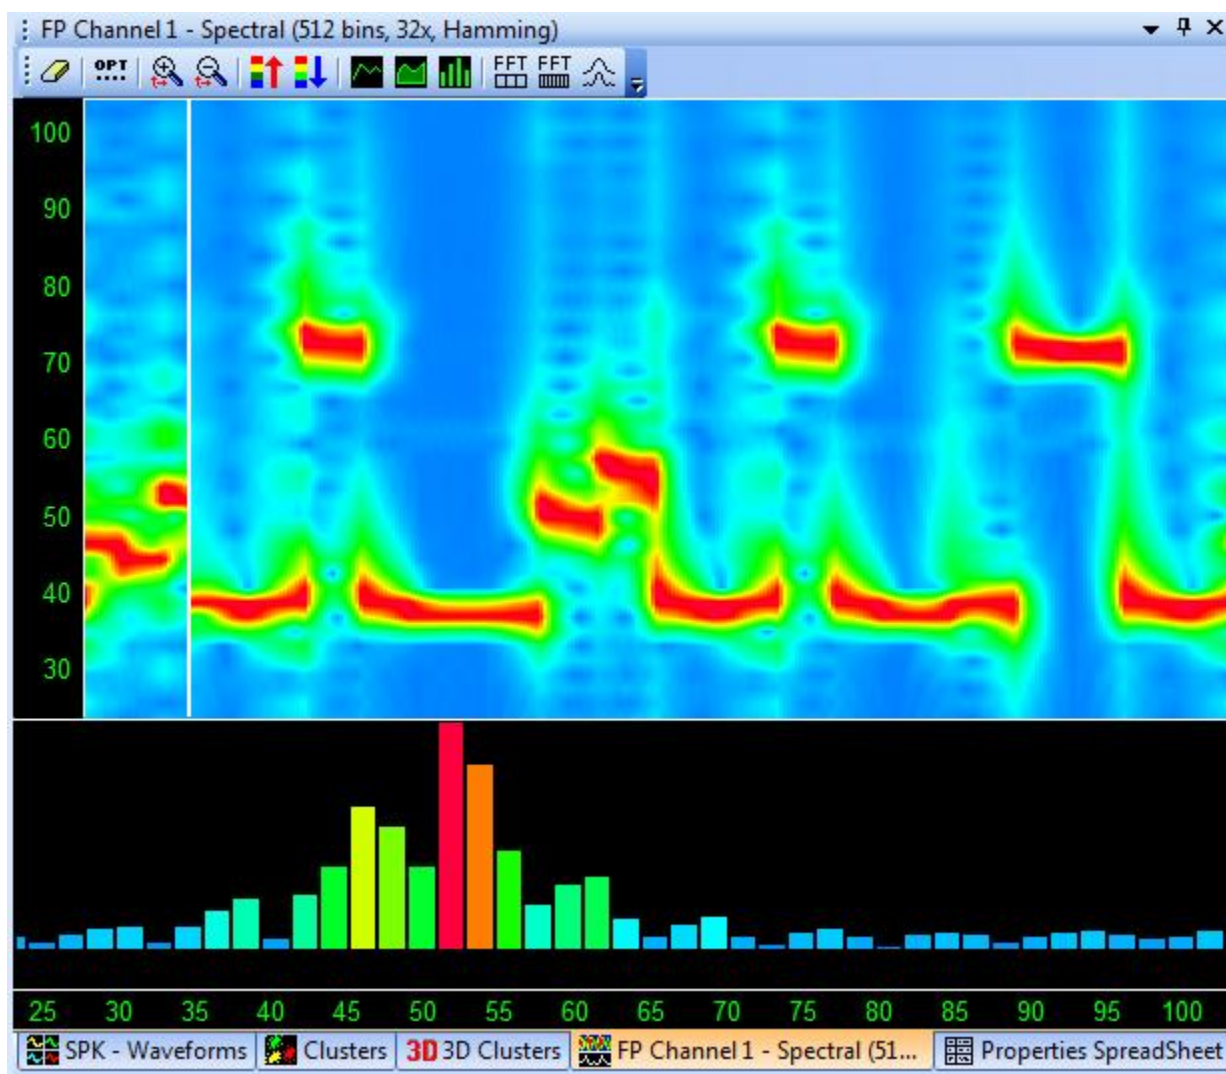 FP Channel 1 - Spectral (512 bins, 32x, Hamming)
OPT FFT FFT
100
90
80
70
60
50
40
30
25 30 35 40 45 50 55 60 65 70 75 80 85 90 95 100
SPK - Waveforms Clusters 3D 3D Clusters FP Channel 1 - Spectral (51... Properties SpreadSheet